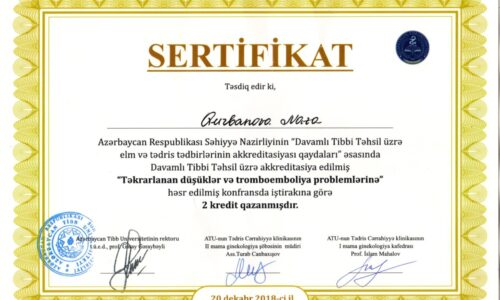 SERTİFİKAT
Təsdiq edir ki,
Qurbanova Naza
Azərbaycan Respublikası Səhiyyə Nazirliyinin "Davamlı Tibbi Təhsil üzrə
elm və tədris tədbirlərinin akkreditasiyası qaydaları" əsasında
Davamlı Tibbi Təhsil üzrə akkreditasiya edilmiş
"Təkrarlanan düşüklər və tromboemboliya problemlərinə"
həsr edilmiş konfransda iştirakına görə
2 kredit qazanmışdır.
Azərbaycan Tibb Universitetinin rektoru
ə.e.d., prof. Gəray Gəraybəyli
ATU-nun Tədris Cərrahiyyə klinikasının
II mama ginekologiya şöbəsinin müdiri
Ass.Turab Canbaxışov
ATU-nun Tədris Cərrahiyyə klinikasının
II mama ginekologiya kafedrası
Prof. İslam Mahalov
20 dekabr 2018-ci il